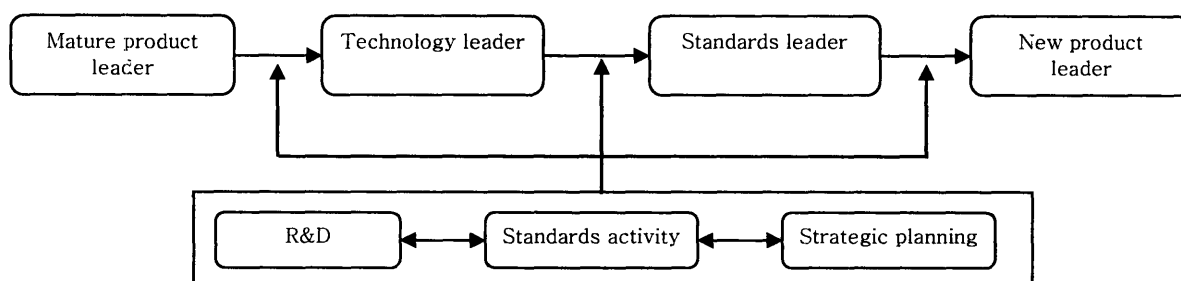 Mature product
leader
Technology leader
Standards leader
New product
leader
R&D
Standards activity
Strategic planning